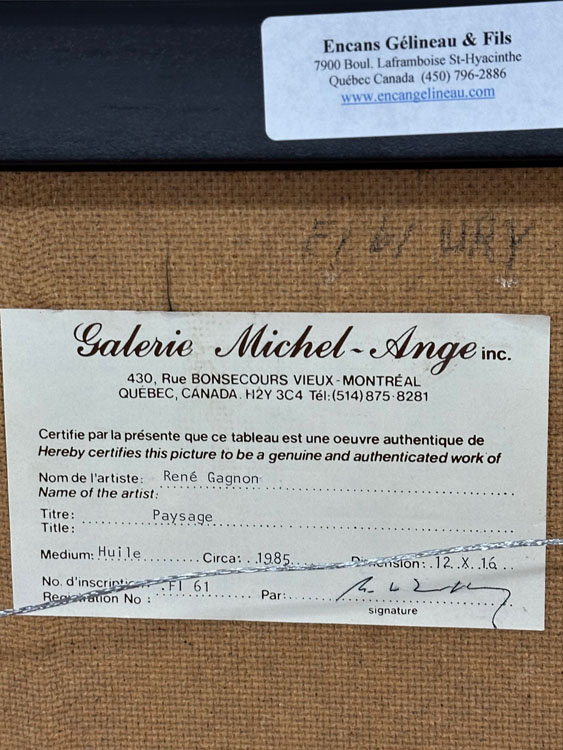 Encans Gélineau & Fils
7900 Boul. Laframboise St-Hyacinthe
Québec Canada (450) 796-2886
www.encangelineau.com
URY
Galerie Michel-Ange inc.
430, Rue BONSECOURS VIEUX-MONTRÉAL
QUÉBEC, CANADA. H2Y 3C4 Tél:(514)875-8281
Certifie par la présente que ce tableau est une oeuvre authentique de
Hereby certifies this picture to be a genuine and authenticated work of
Nom de l'artiste: René Gagnon
Name of the artist:
Titre: Paysage
Title:
Medium: Huile Circa: 1985 Dimension: 12 X 16
No. d'inscription FI 61
Registration No : Par:
signature